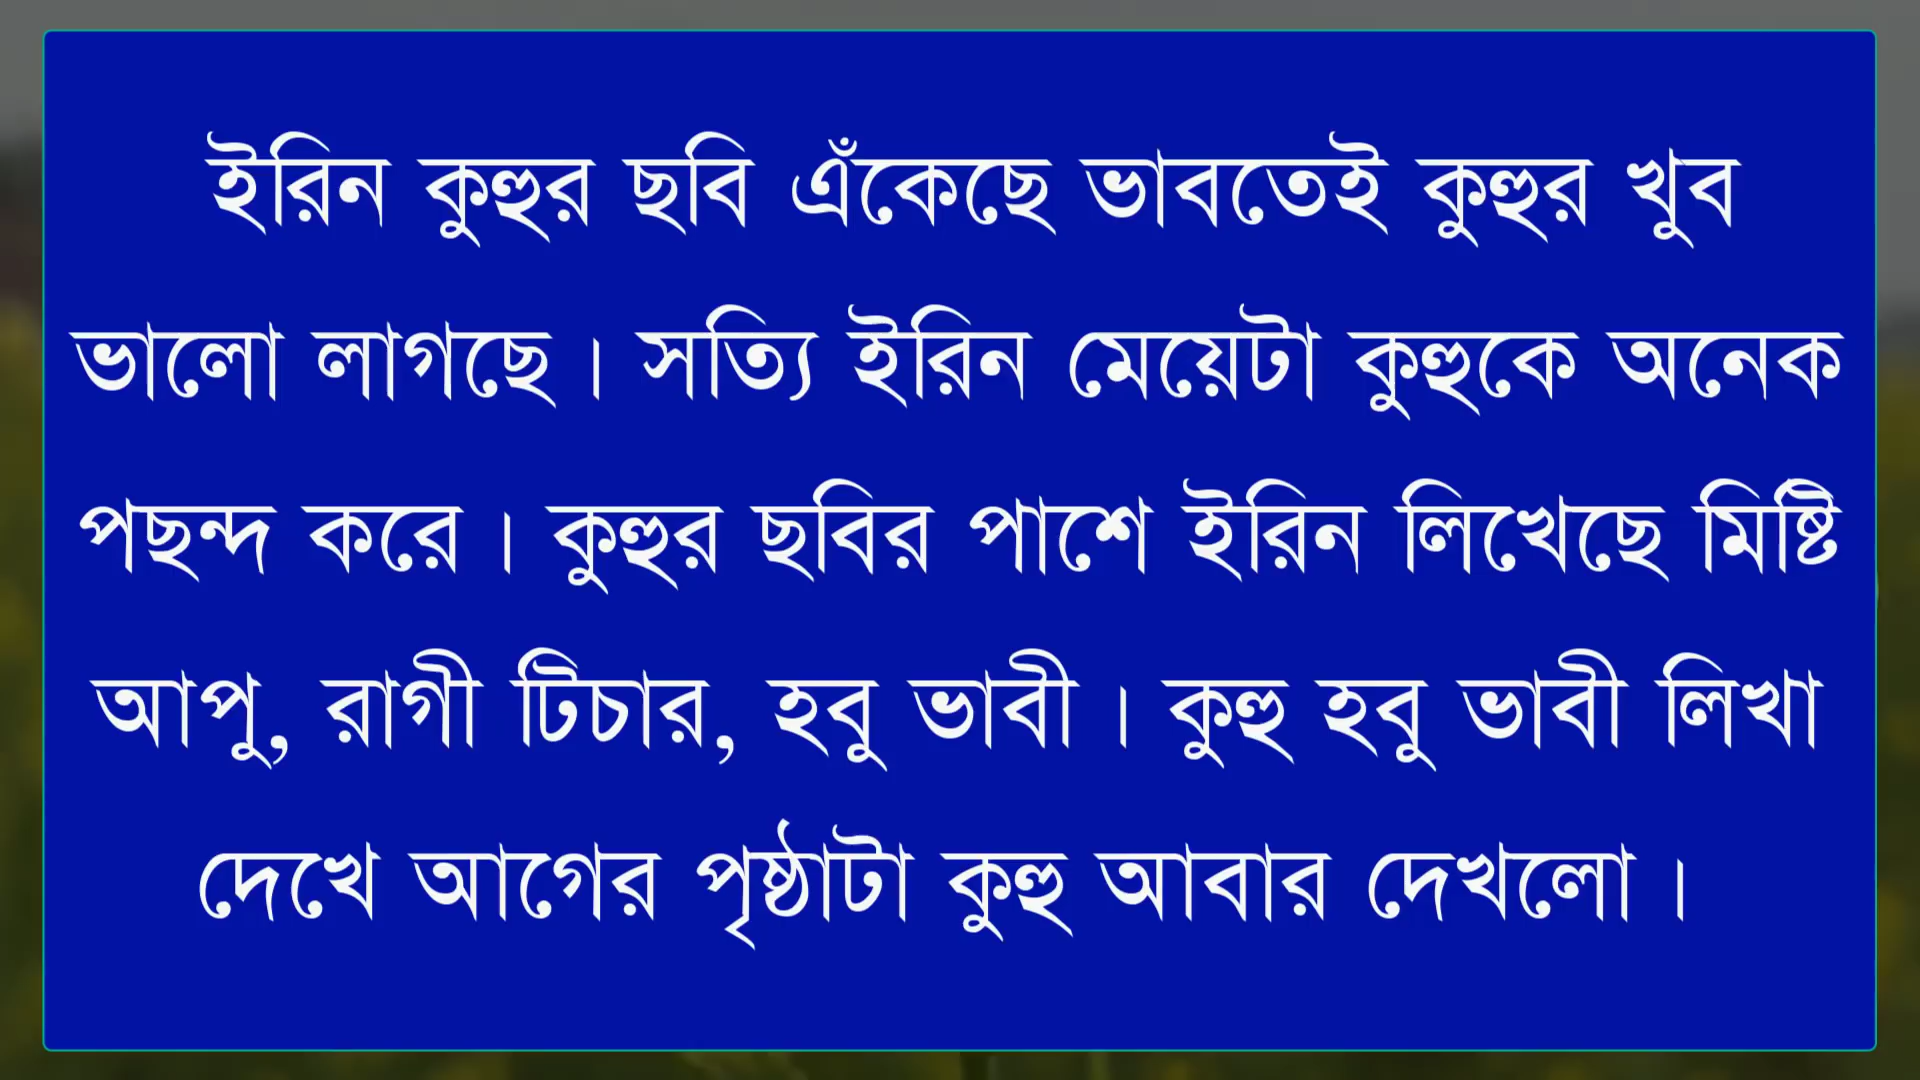 ইরিন কুহুর ছবি এঁকেছে ভাবতেই কুহুর খুব
ভালো লাগছে। সত্যি ইরিন মেয়েটা কুহুকে অনেক
পছন্দ করে। কুহুর ছবির পাশে ইরিন লিখেছে মিষ্টি
আপু, রাগী টিচার, হবু ভাবী। কুহু হবু ভাবী লিখা
দেখে আগের পৃষ্ঠাটা কুহু আবার দেখলো।